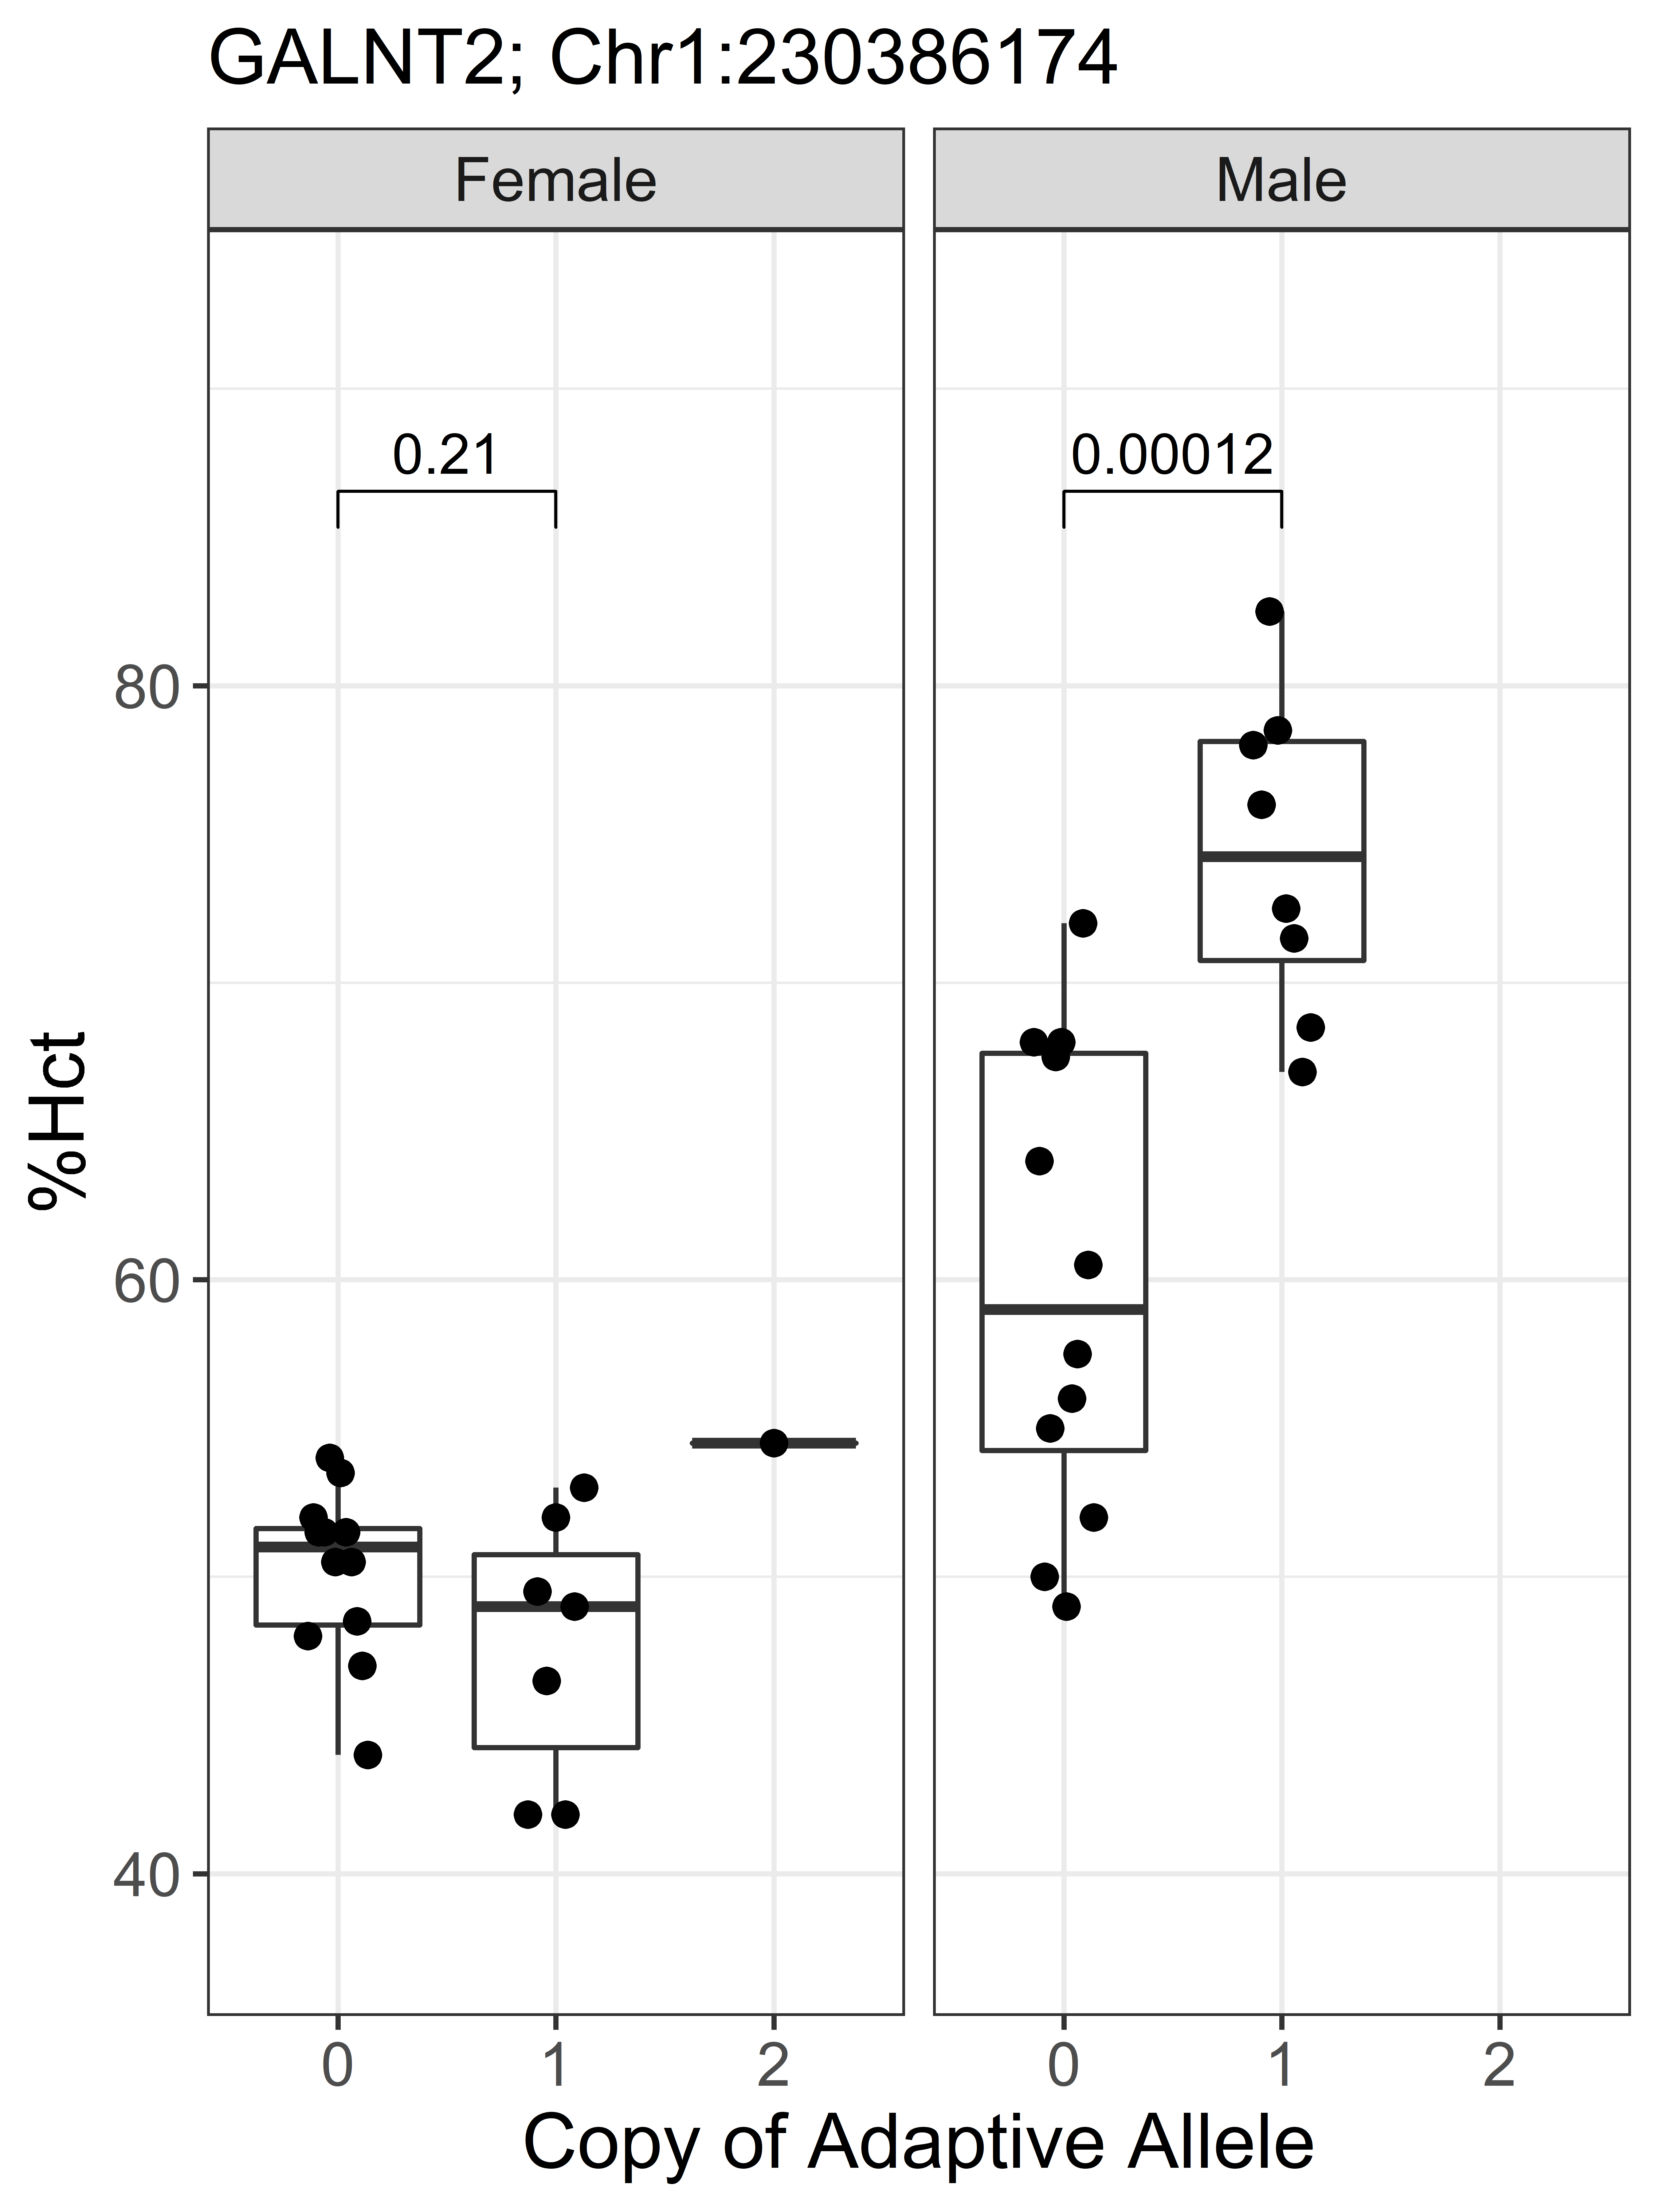 GALNT2; Chr1:230386174
Female
Male
0.21
0.00012
80
60
40
%Hct
0 1 2
0 1 2
Copy of Adaptive Allele